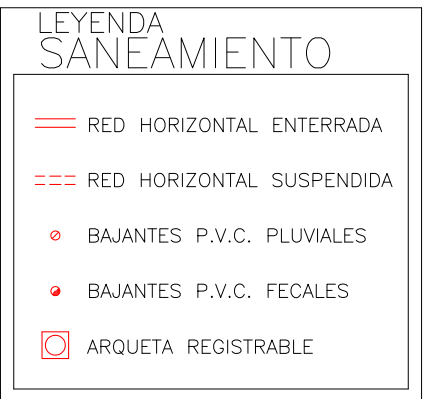 LEYENDA
SANEAMIENTO
RED HORIZONTAL ENTERRADA
RED HORIZONTAL SUSPENDIDA
BAJANTES P.V.C. PLUVIALES
BAJANTES P.V.C. FECALES
ARQUETA REGISTRABLE